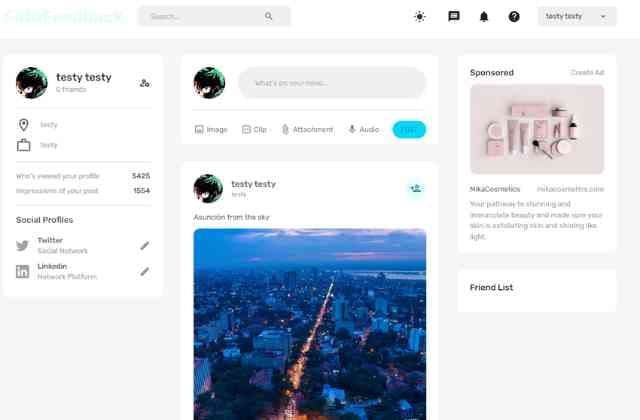 FotoFeedback
Search...
testy testy
testy testy
0 friends
testy
testy
Who's viewed your profile 5425
Impressions of your post 1554
Social Profiles
Twitter
Social Network
Linkedin
Network Platform
What's on your mind...
Image Clip Attachment Audio POST
testy testy
testy
Asunción from the sky
Sponsored Create Ad
MikaCosmetics mikacosmetics.com
Your pathway to stunning and
immaculate beauty and made sure your
skin is exfoliating skin and shining like
light.
Friend List